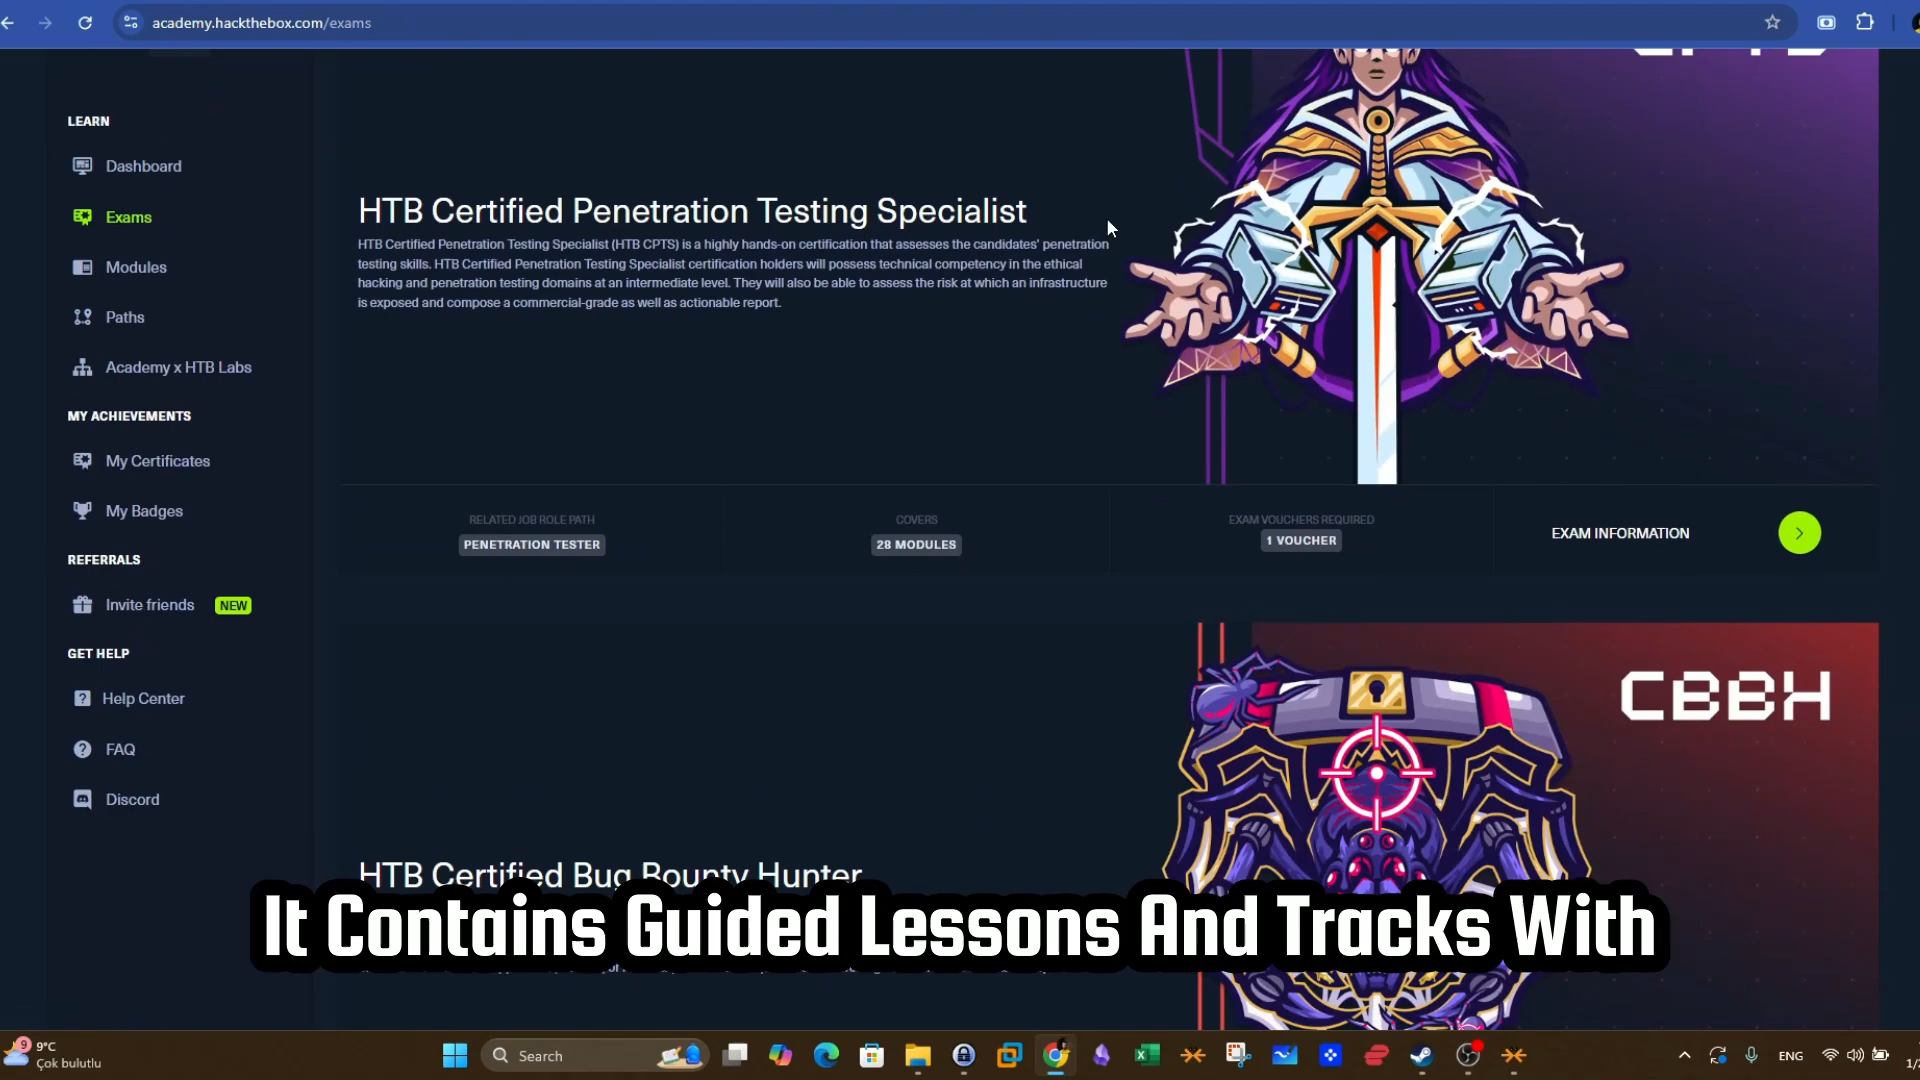 academy.hackthebox.com/exams
LEARN
Dashboard
Exams
Modules
Paths
Academy x HTB Labs
MY ACHIEVEMENTS
My Certificates
My Badges
REFERRALS
Invite friends NEW
GET HELP
Help Center
FAQ
Discord
HTB Certified Penetration Testing Specialist
HTB Certified Penetration Testing Specialist (HTB CPTS) is a highly hands-on certification that assesses the candidates' penetration
testing skills. HTB Certified Penetration Testing Specialist certification holders will possess technical competency in the ethical
hacking and penetration testing domains at an intermediate level. They will also be able to assess the risk at which an infrastructure
is exposed and compose a commercial-grade as well as actionable report.
RELATED JOB ROLE PATH
PENETRATION TESTER
COVERS
28 MODULES
EXAM VOUCHERS REQUIRED
1 VOUCHER
EXAM INFORMATION
CBBH
HTB Certified Bug Bounty Hunter
It Contains Guided Lessons And Tracks With
9
9°C
Çok bulutlu
Search
ENG